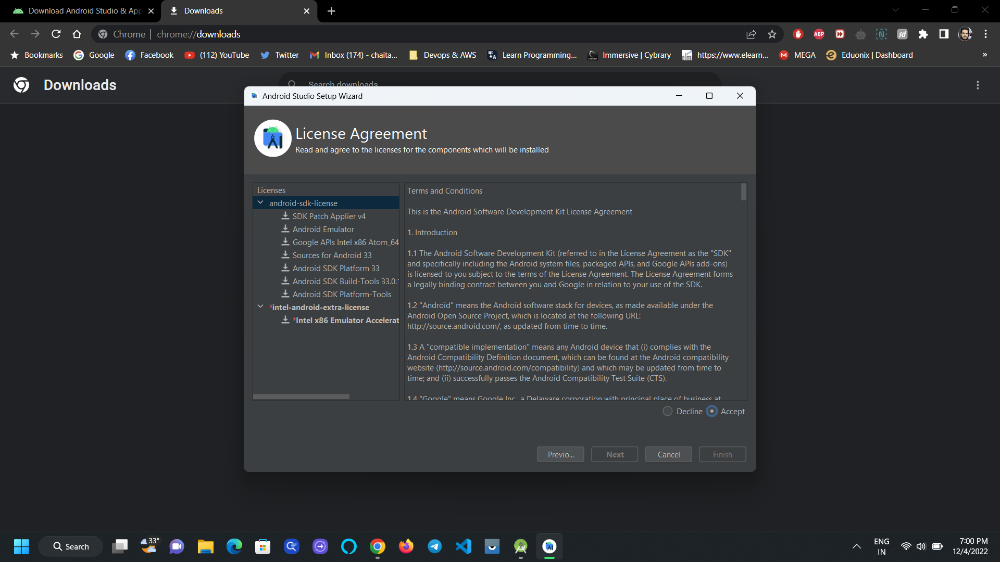 Download Android Studio & App
Downloads
Chrome
chrome://downloads
ABP
sd
Bookmarks
Google
Facebook
(112) YouTube
Twitter
Inbox (174) - chaita...
Devops & AWS
Learn Programming...
Immersive | Cybrary
elm
https://www.elearn...
MEGA
Eduonix | Dashboard
»
Downloads
Search downloads
Android Studio Setup Wizard
License Agreement
Read and agree to the licenses for the components which will be installed
Licenses
android-sdk-license
SDK Patch Applier v4
Android Emulator
Google APIs Intel x86 Atom_64
Sources for Android 33
Android SDK Platform 33
Android SDK Build-Tools 33.0.1
Android SDK Platform-Tools
*intel-android-extra-license
*Intel x86 Emulator Accelerat
Terms and Conditions
This is the Android Software Development Kit License Agreement
1. Introduction
1.1 The Android Software Development Kit (referred to in the License Agreement as the "SDK"
and specifically including the Android system files, packaged APIs, and Google APIs add-ons)
is licensed to you subject to the terms of the License Agreement. The License Agreement forms
a legally binding contract between you and Google in relation to your use of the SDK.
1.2 "Android" means the Android software stack for devices, as made available under the
Android Open Source Project, which is located at the following URL:
http://source.android.com/, as updated from time to time.
1.3 A "compatible implementation" means any Android device that (i) complies with the
Android Compatibility Definition document, which can be found at the Android compatibility
website (http://source.android.com/compatibility) and which may be updated from time to
time; and (ii) successfully passes the Android Compatibility Test Suite (CTS).
1.4 "Google" means Google Inc., a Delaware corporation with principal place of business at
Decline
Accept
Previo...
Next
Cancel
Finish
33°
Search
ENG
IN
7:00 PM
12/4/2022